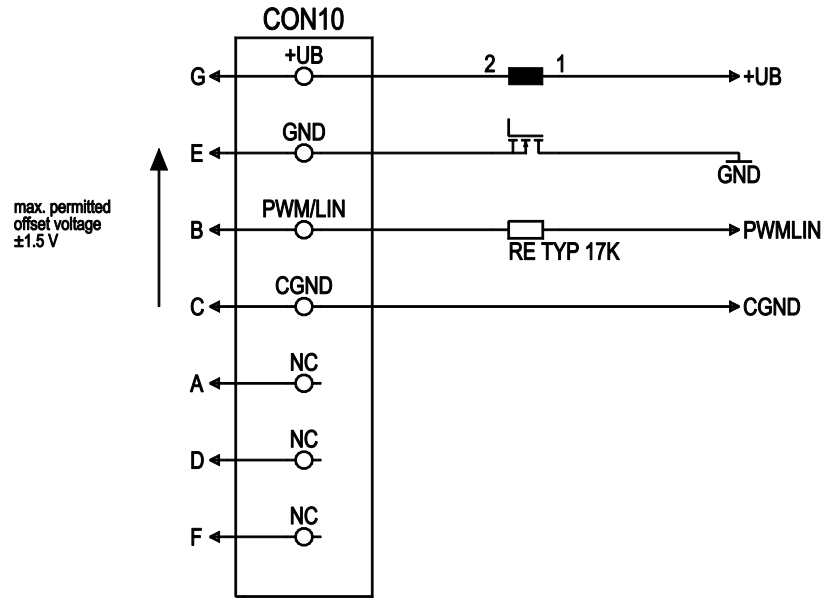 CON10
+UB
G
2
1
+UB
GND
E
GND
max. permitted
offset voltage
±1.5 V
PWM/LIN
B
PWMLIN
RE TYP 17K
CGND
C
CGND
NC
A
NC
D
NC
F